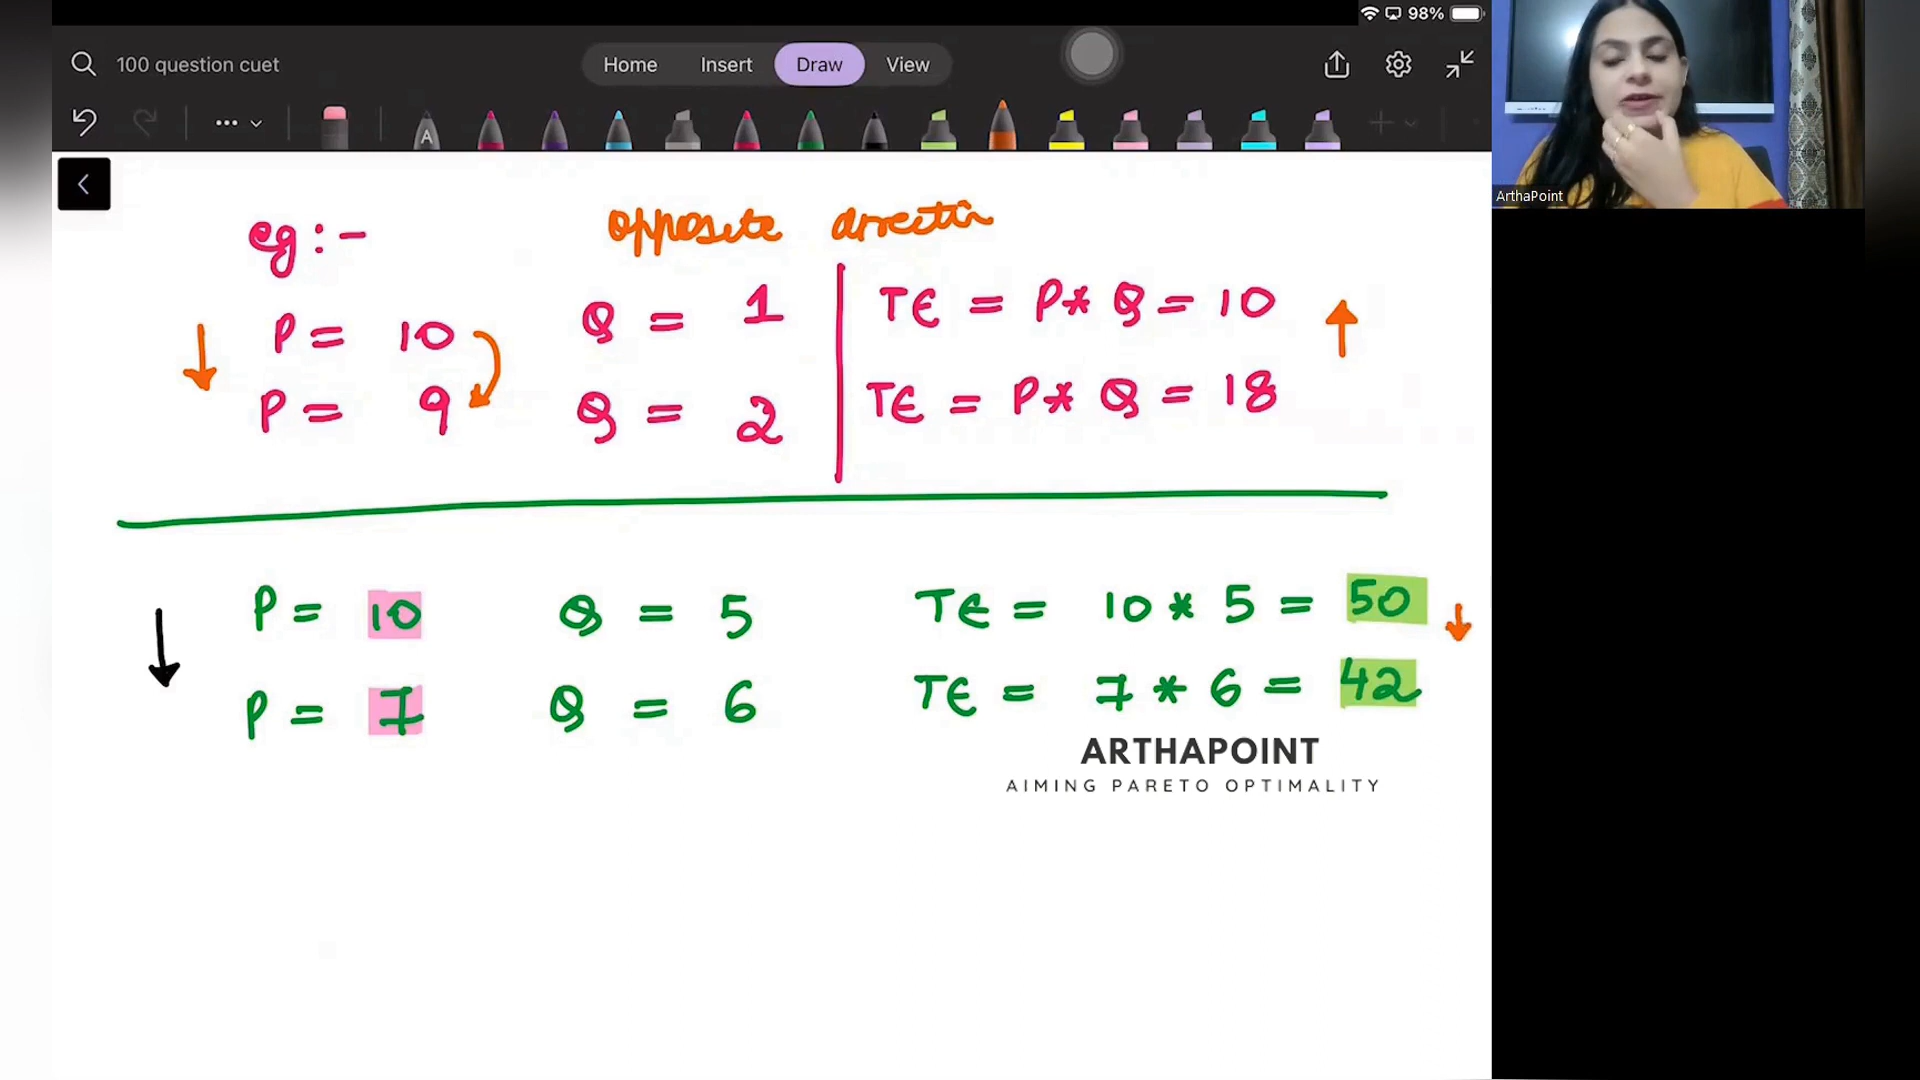 98%
100 question cuet
Home Insert Draw View
A
ArthaPoint
eg :- opposite direction
P = 10 Q = 1 TE = P* Q = 10
P = 9 Q = 2 TE = P* Q = 18
P = 10 Q = 5 TE = 10 * 5 = 50
P = 7 Q = 6 TE = 7 * 6 = 42
ARTHAPOINT
AIMING PARETO OPTIMALITY